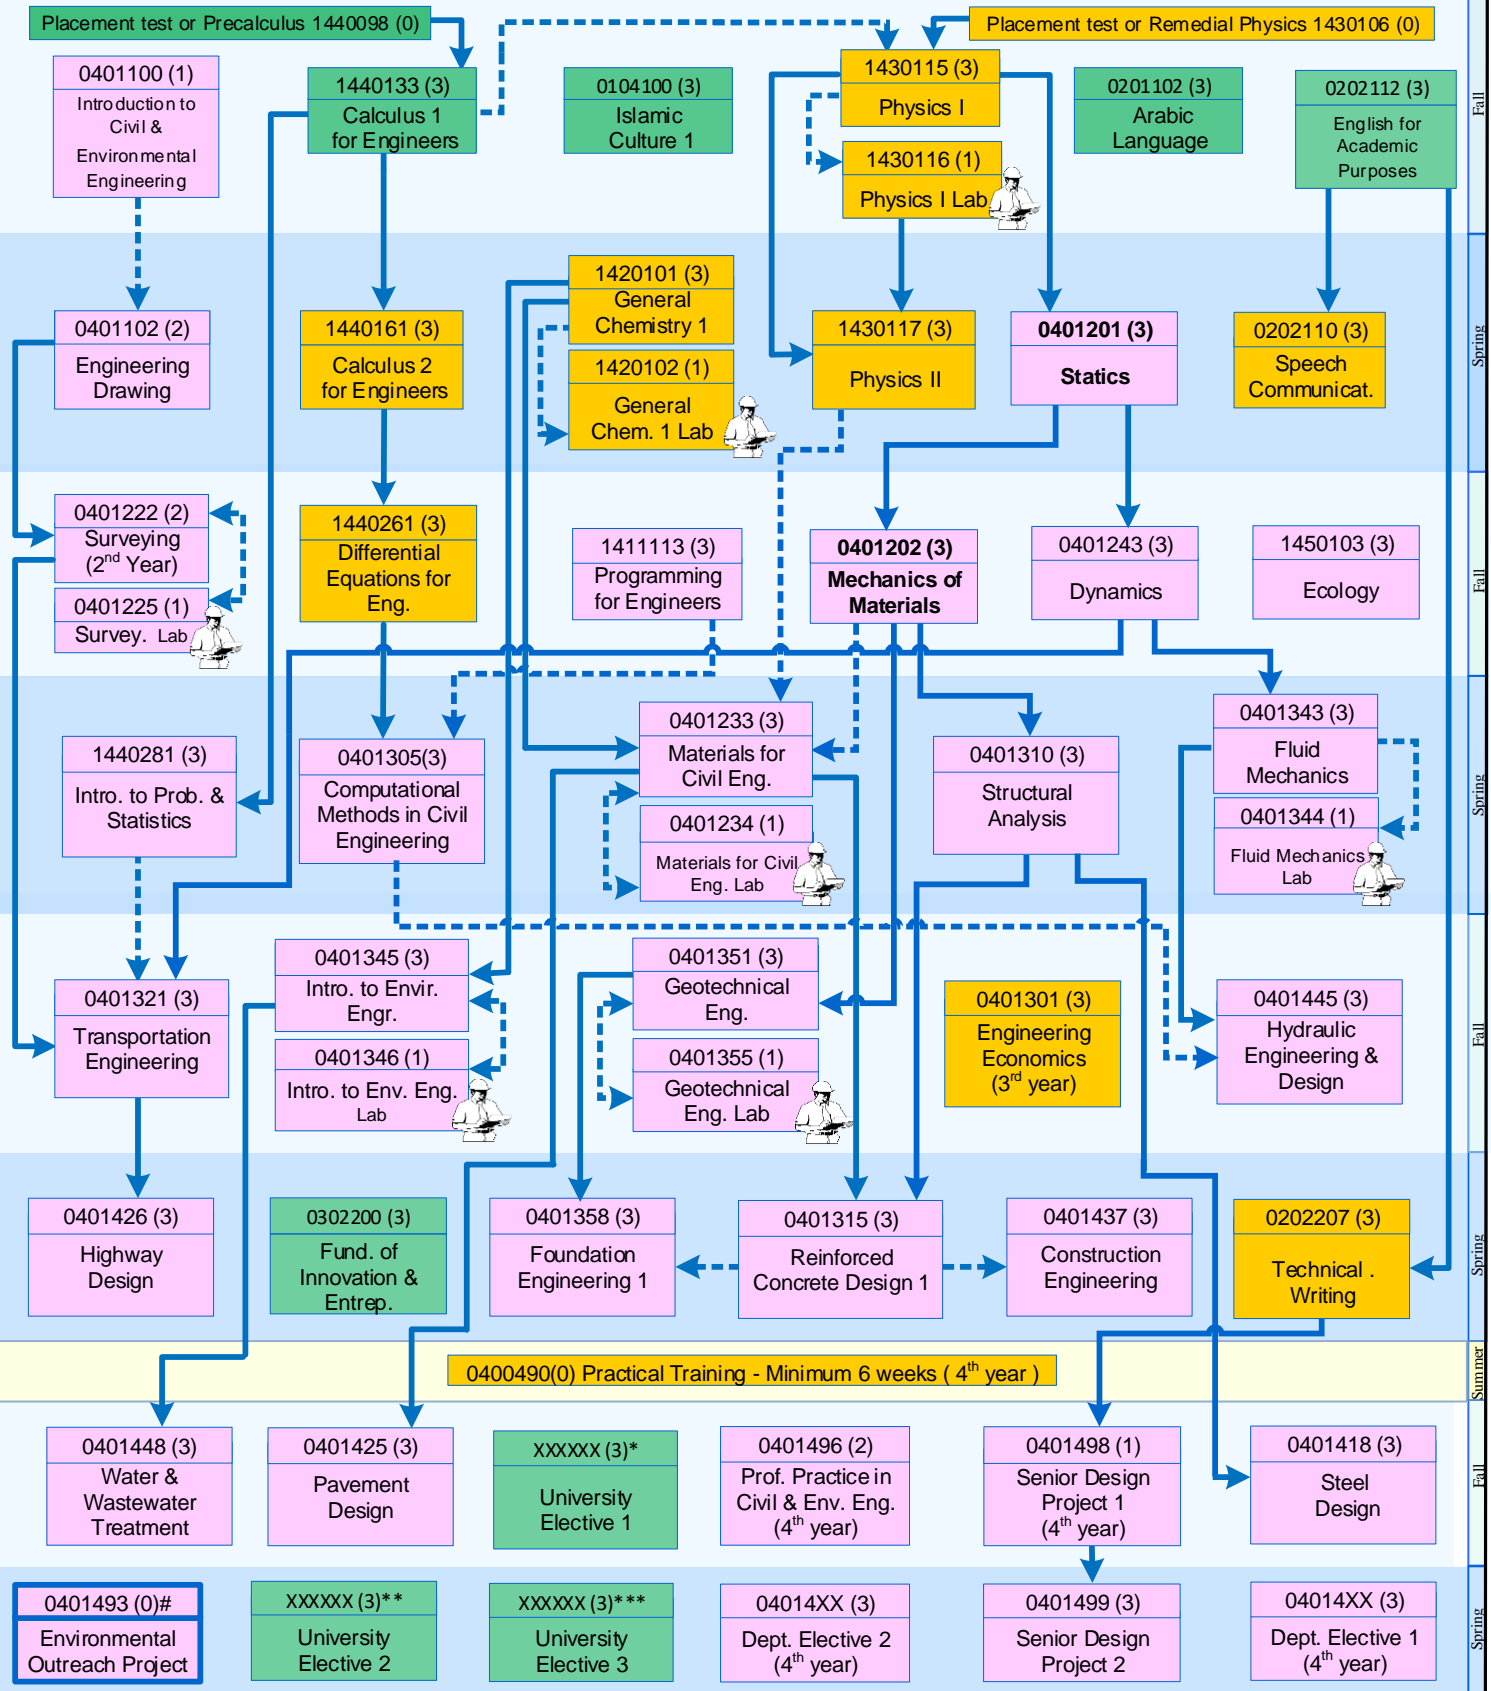 Placement test or Precalculus 1440098 (0)
Placement test or Remedial Physics 1430106 (0)
0401100 (1)
Introduction to
Civil &
Environmental
Engineering
1440133 (3)
Calculus 1
for Engineers
0104100 (3)
Islamic
Culture 1
1430115 (3)
Physics I
1430116 (1)
Physics I Lab
0201102 (3)
Arabic
Language
0202112 (3)
English for
Academic
Purposes
Fall
0401102 (2)
Engineering
Drawing
1440161 (3)
Calculus 2
for Engineers
1420101 (3)
General
Chemistry 1
1420102 (1)
General
Chem. 1 Lab
1430117 (3)
Physics II
0401201 (3)
Statics
0202110 (3)
Speech
Communicat.
Spring
0401222 (2)
Surveying
(2nd Year)
0401225 (1)
Survey. Lab
1440261 (3)
Differential
Equations for
Eng.
1411113 (3)
Programming
for Engineers
0401202 (3)
Mechanics of
Materials
0401243 (3)
Dynamics
1450103 (3)
Ecology
Fall
1440281 (3)
Intro. to Prob. &
Statistics
0401305(3)
Computational
Methods in Civil
Engineering
0401233 (3)
Materials for
Civil Eng.
0401234 (1)
Materials for Civil
Eng. Lab
0401310 (3)
Structural
Analysis
0401343 (3)
Fluid
Mechanics
0401344 (1)
Fluid Mechanics
Lab
Spring
0401321 (3)
Transportation
Engineering
0401345 (3)
Intro. to Envir.
Engr.
0401346 (1)
Intro. to Env. Eng.
Lab
0401351 (3)
Geotechnical
Eng.
0401355 (1)
Geotechnical
Eng. Lab
0401301 (3)
Engineering
Economics
(3rd year)
0401445 (3)
Hydraulic
Engineering &
Design
Fall
0401426 (3)
Highway
Design
0302200 (3)
Fund. of
Innovation &
Entrep.
0401358 (3)
Foundation
Engineering 1
0401315 (3)
Reinforced
Concrete Design 1
0401437 (3)
Construction
Engineering
0202207 (3)
Technical .
Writing
Spring
0400490(0) Practical Training - Minimum 6 weeks ( 4th year )
Summer
0401448 (3)
Water &
Wastewater
Treatment
0401425 (3)
Pavement
Design
XXXXXX (3)*
University
Elective 1
0401496 (2)
Prof. Practice in
Civil & Env. Eng.
(4th year)
0401498 (1)
Senior Design
Project 1
(4th year)
0401418 (3)
Steel
Design
Fall
0401493 (0)#
Environmental
Outreach Project
XXXXXX (3)**
University
Elective 2
XXXXXX (3)***
University
Elective 3
04014XX (3)
Dept. Elective 2
(4th year)
0401499 (3)
Senior Design
Project 2
04014XX (3)
Dept. Elective 1
(4th year)
Spring